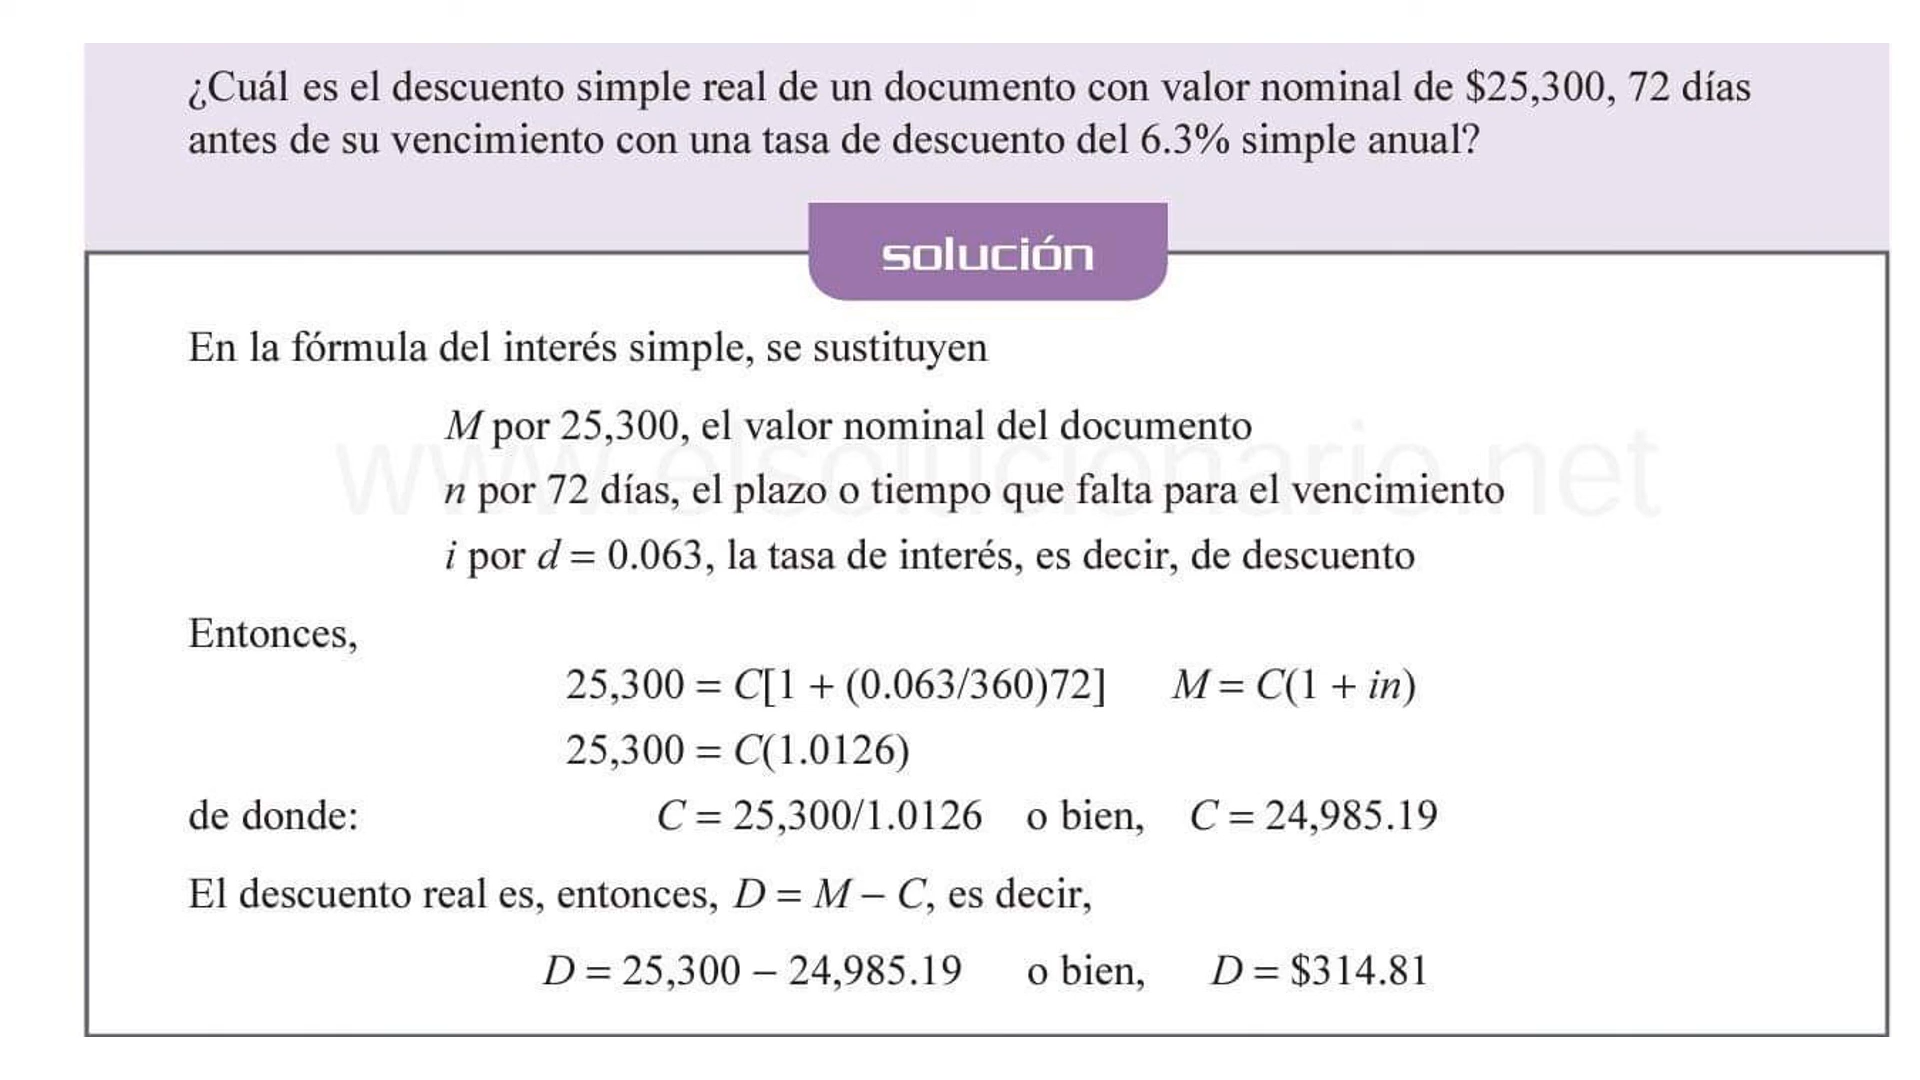 ¿Cuál es el descuento simple real de un documento con valor nominal de $25,300, 72 días
antes de su vencimiento con una tasa de descuento del 6.3% simple anual?
solución
En la fórmula del interés simple, se sustituyen
M por 25,300, el valor nominal del documento
www.elsolucionario.net
n por 72 días, el plazo o tiempo que falta para el vencimiento
i por d = 0.063, la tasa de interés, es decir, de descuento
Entonces,
25,300 = C[1 + (0.063/360)72] M = C(1 + in)
25,300 = C(1.0126)
de donde: C = 25,300/1.0126 o bien, C = 24,985.19
El descuento real es, entonces, D = M – C, es decir,
D = 25,300 – 24,985.19 o bien, D = $314.81